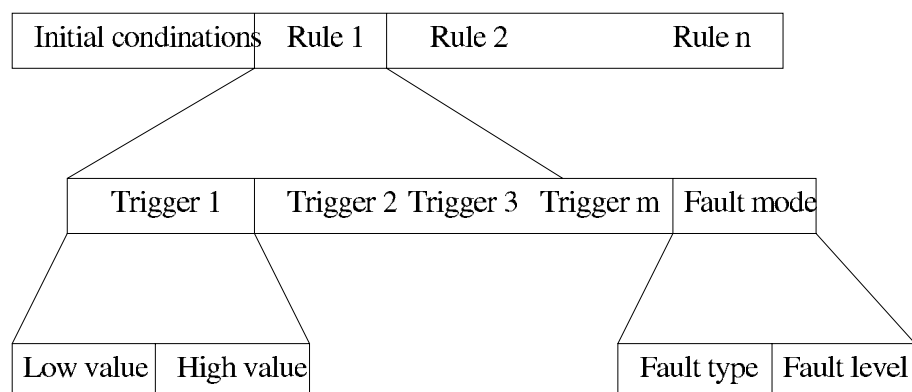 Initial condinations Rule 1 Rule 2 Rule n
Trigger 1 Trigger 2 Trigger 3 Trigger m Fault mode
Low value High value Fault type Fault level